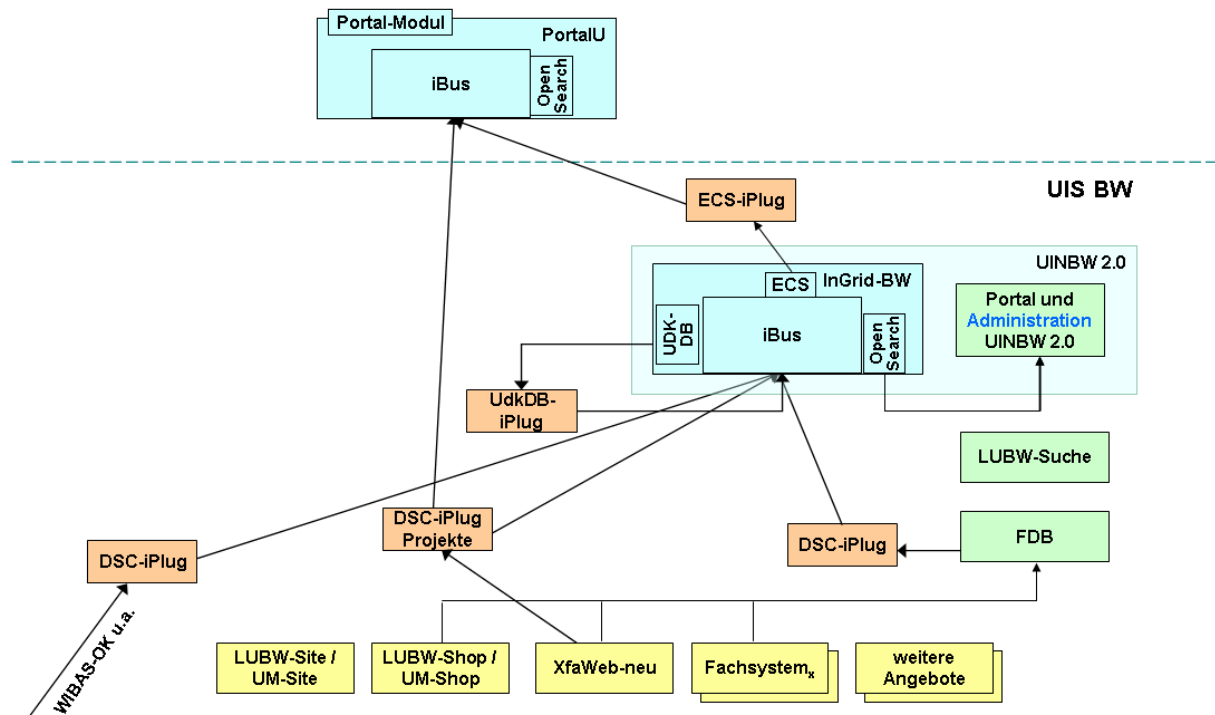 Portal-Modul
PortalU
iBus
Open
Search
UIS BW
ECS-iPlug
UINBW 2.0
InGrid-BW
ECS
UDK-
DB
iBus
Open
Search
Portal und
Administration
UINBW 2.0
UdkDB-
iPlug
LUBW-Suche
DSC-iPlug
Projekte
DSC-iPlug
FDB
DSC-iPlug
WIBAS-OK u.a.
LUBW-Site /
UM-Site
LUBW-Shop /
UM-Shop
XfaWeb-neu
Fachsystemx
weitere
Angebote